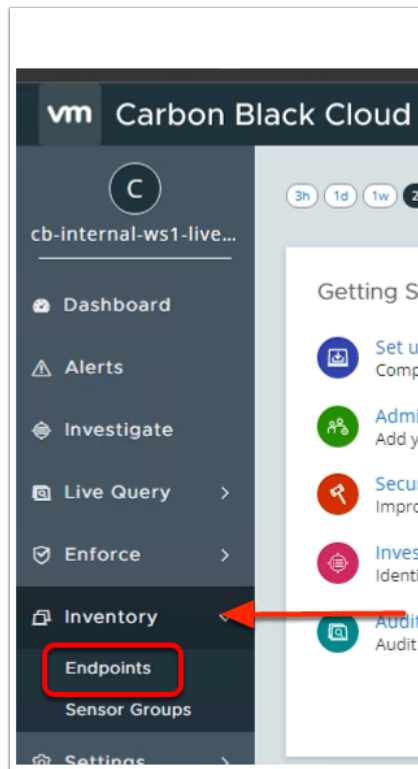 vm Carbon Black Cloud
C
cb-internal-ws1-live...
3h 1d 1w 2
Dashboard
Alerts
Investigate
Live Query
Enforce
Inventory
Endpoints
Sensor Groups
Settings
Getting S
Set u
Comp
Admi
Add y
Secur
Impro
Inves
Identi
Audit
Audit